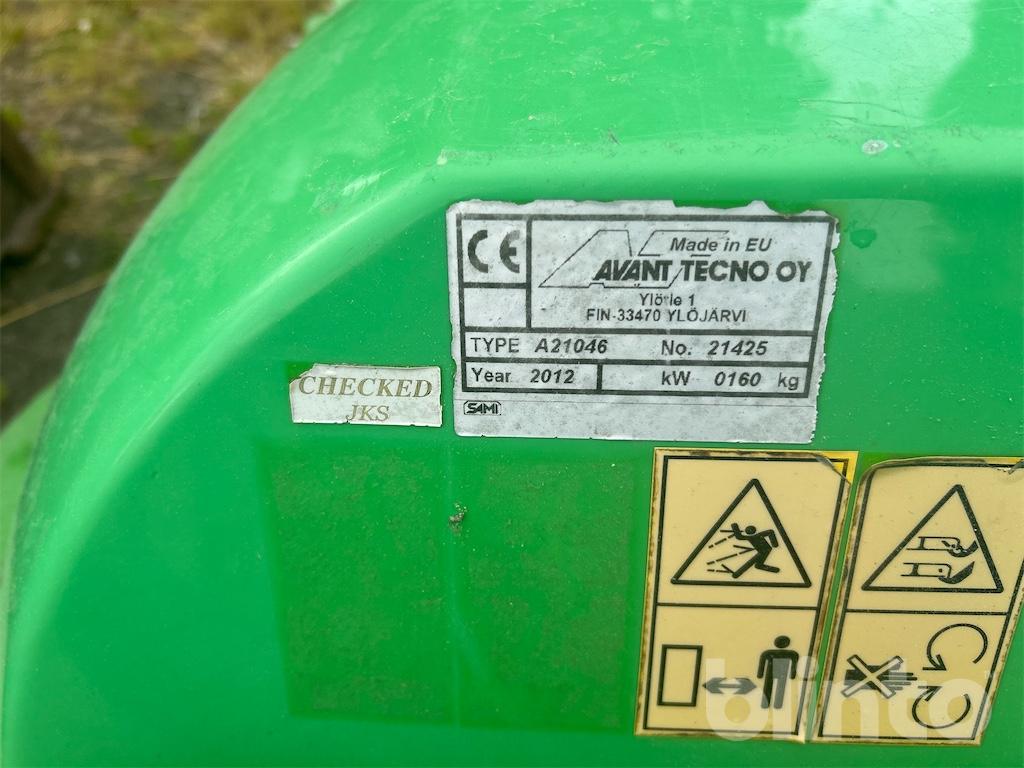 CE
Made in EU
AVANT TECNO OY
Ylötie 1
FIN-33470 YLÖJÄRVI
TYPE A21046 No. 21425
Year 2012 kW 0160 kg
SAMI
CHECKED
JKS
blinto